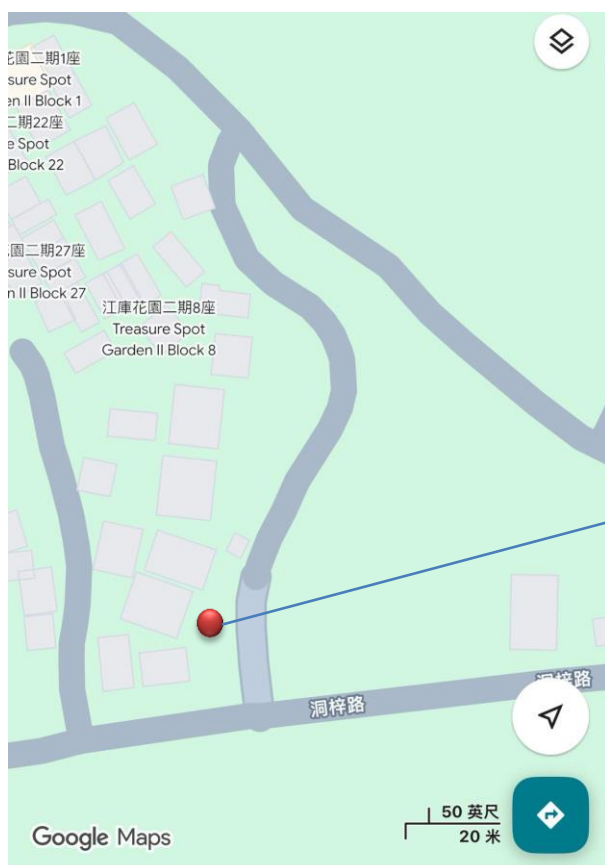 花園二期1座
sure Spot
en II Block 1
二期22座
e Spot
Block 22
園二期27座
sure Spot
n II Block 27
江庫花園二期8座
Treasure Spot
Garden II Block 8
洞梓路
洞梓路
50 英尺
20 米
Google Maps